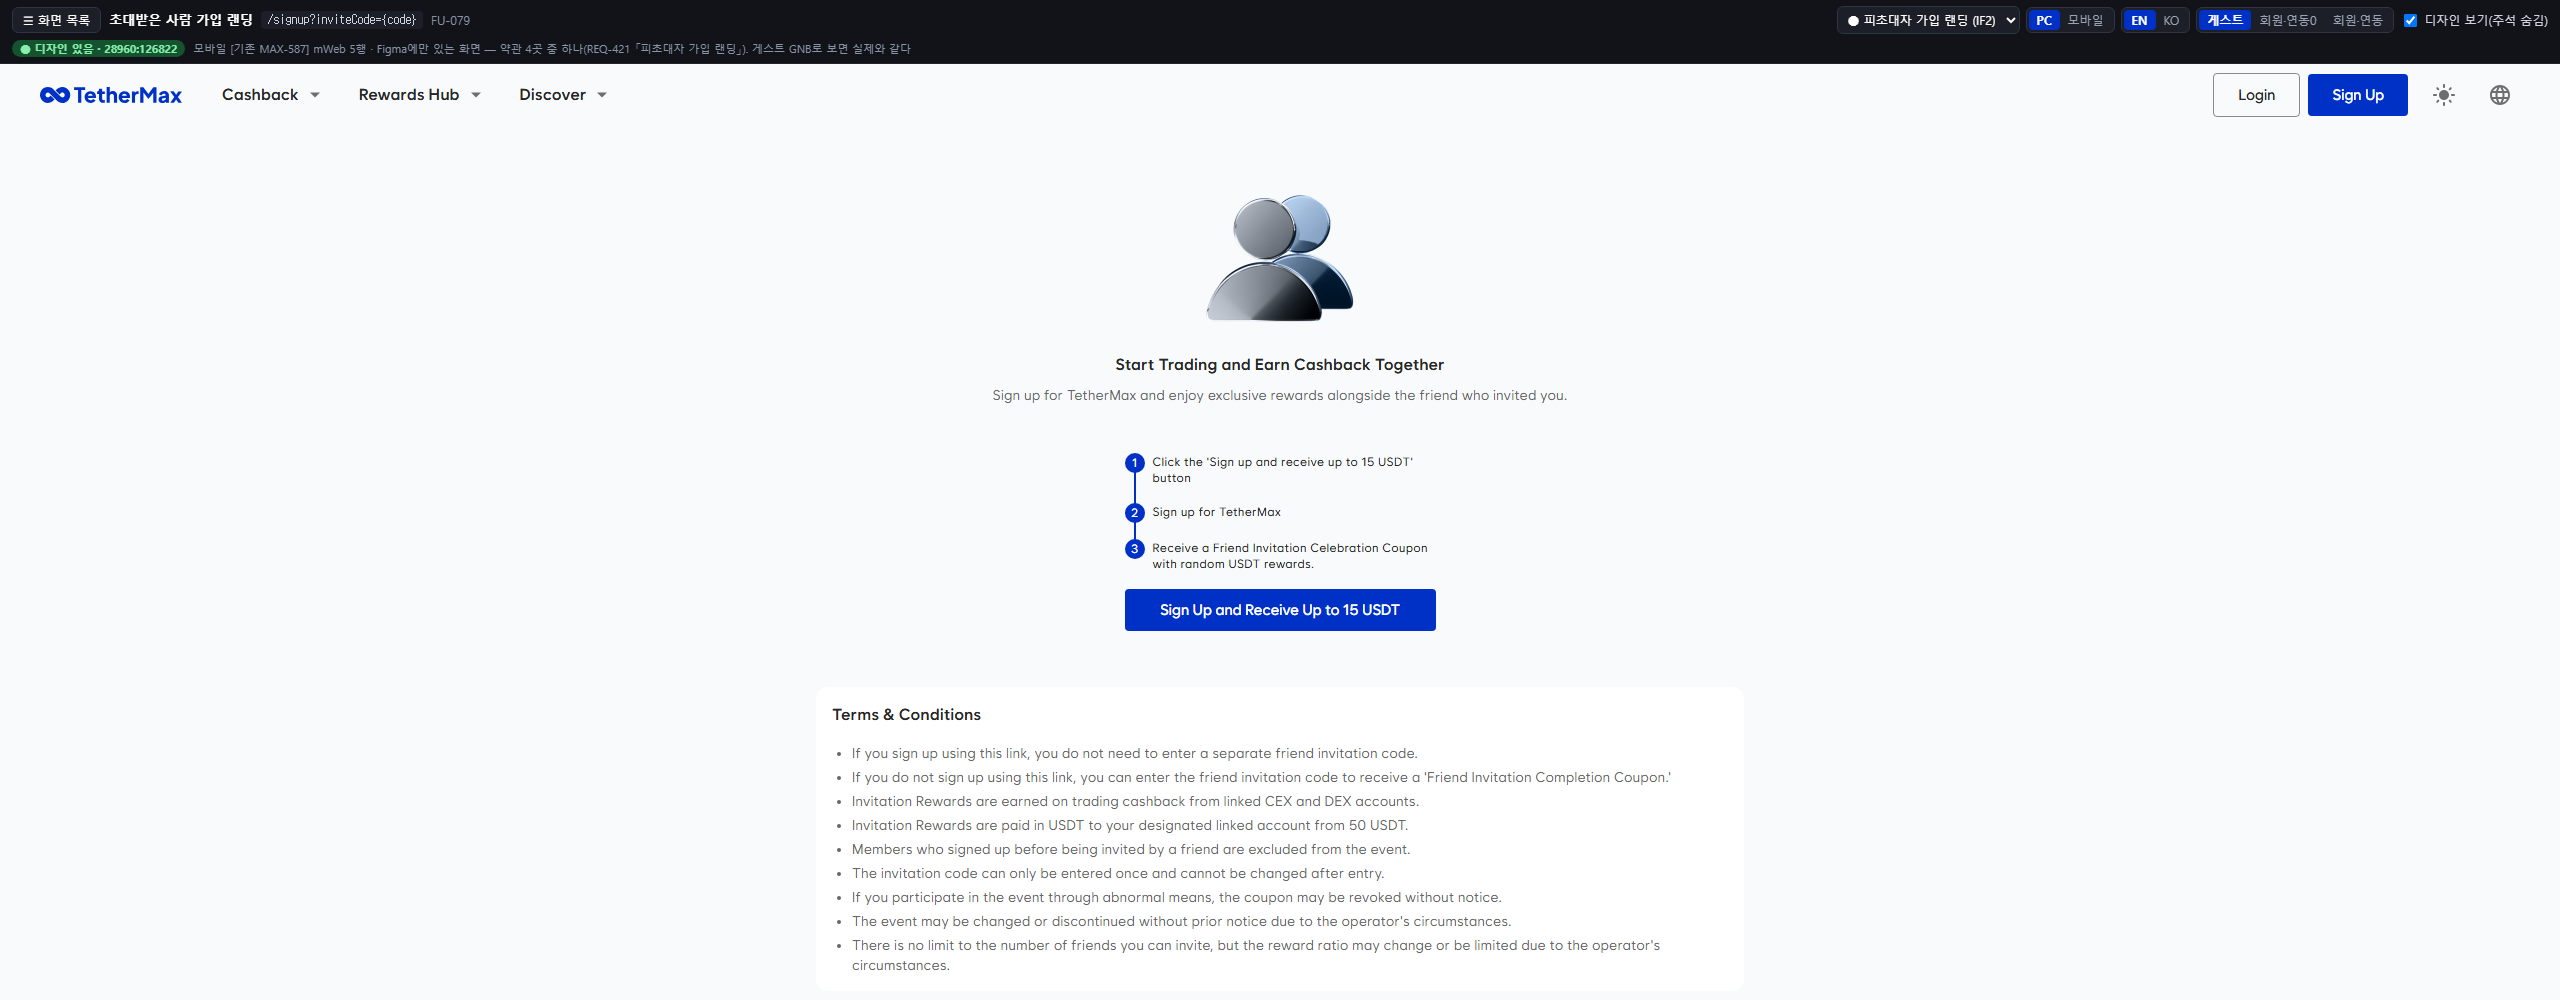 ☰ 화면 목록 초대받은 사람 가입 랜딩 /signup?inviteCode={code} FU-079
● 피초대자 가입 랜딩 (IF2) PC 모바일 EN KO 게스트 회원·연동0 회원·연동 디자인 보기(주석 숨김)
● 디자인 있음 · 28960:126822 모바일 [기존 MAX-587] mWeb 5행 · Figma에만 있는 화면 — 약관 4곳 중 하나(REQ-421 「피초대자 가입 랜딩」). 게스트 GNB로 보면 실제와 같다
TetherMax Cashback Rewards Hub Discover Login Sign Up
Start Trading and Earn Cashback Together
Sign up for TetherMax and enjoy exclusive rewards alongside the friend who invited you.
1 Click the 'Sign up and receive up to 15 USDT'
button
2 Sign up for TetherMax
3 Receive a Friend Invitation Celebration Coupon
with random USDT rewards.
Sign Up and Receive Up to 15 USDT
Terms & Conditions
• If you sign up using this link, you do not need to enter a separate friend invitation code.
• If you do not sign up using this link, you can enter the friend invitation code to receive a 'Friend Invitation Completion Coupon.'
• Invitation Rewards are earned on trading cashback from linked CEX and DEX accounts.
• Invitation Rewards are paid in USDT to your designated linked account from 50 USDT.
• Members who signed up before being invited by a friend are excluded from the event.
• The invitation code can only be entered once and cannot be changed after entry.
• If you participate in the event through abnormal means, the coupon may be revoked without notice.
• The event may be changed or discontinued without prior notice due to the operator's circumstances.
• There is no limit to the number of friends you can invite, but the reward ratio may change or be limited due to the operator's
circumstances.